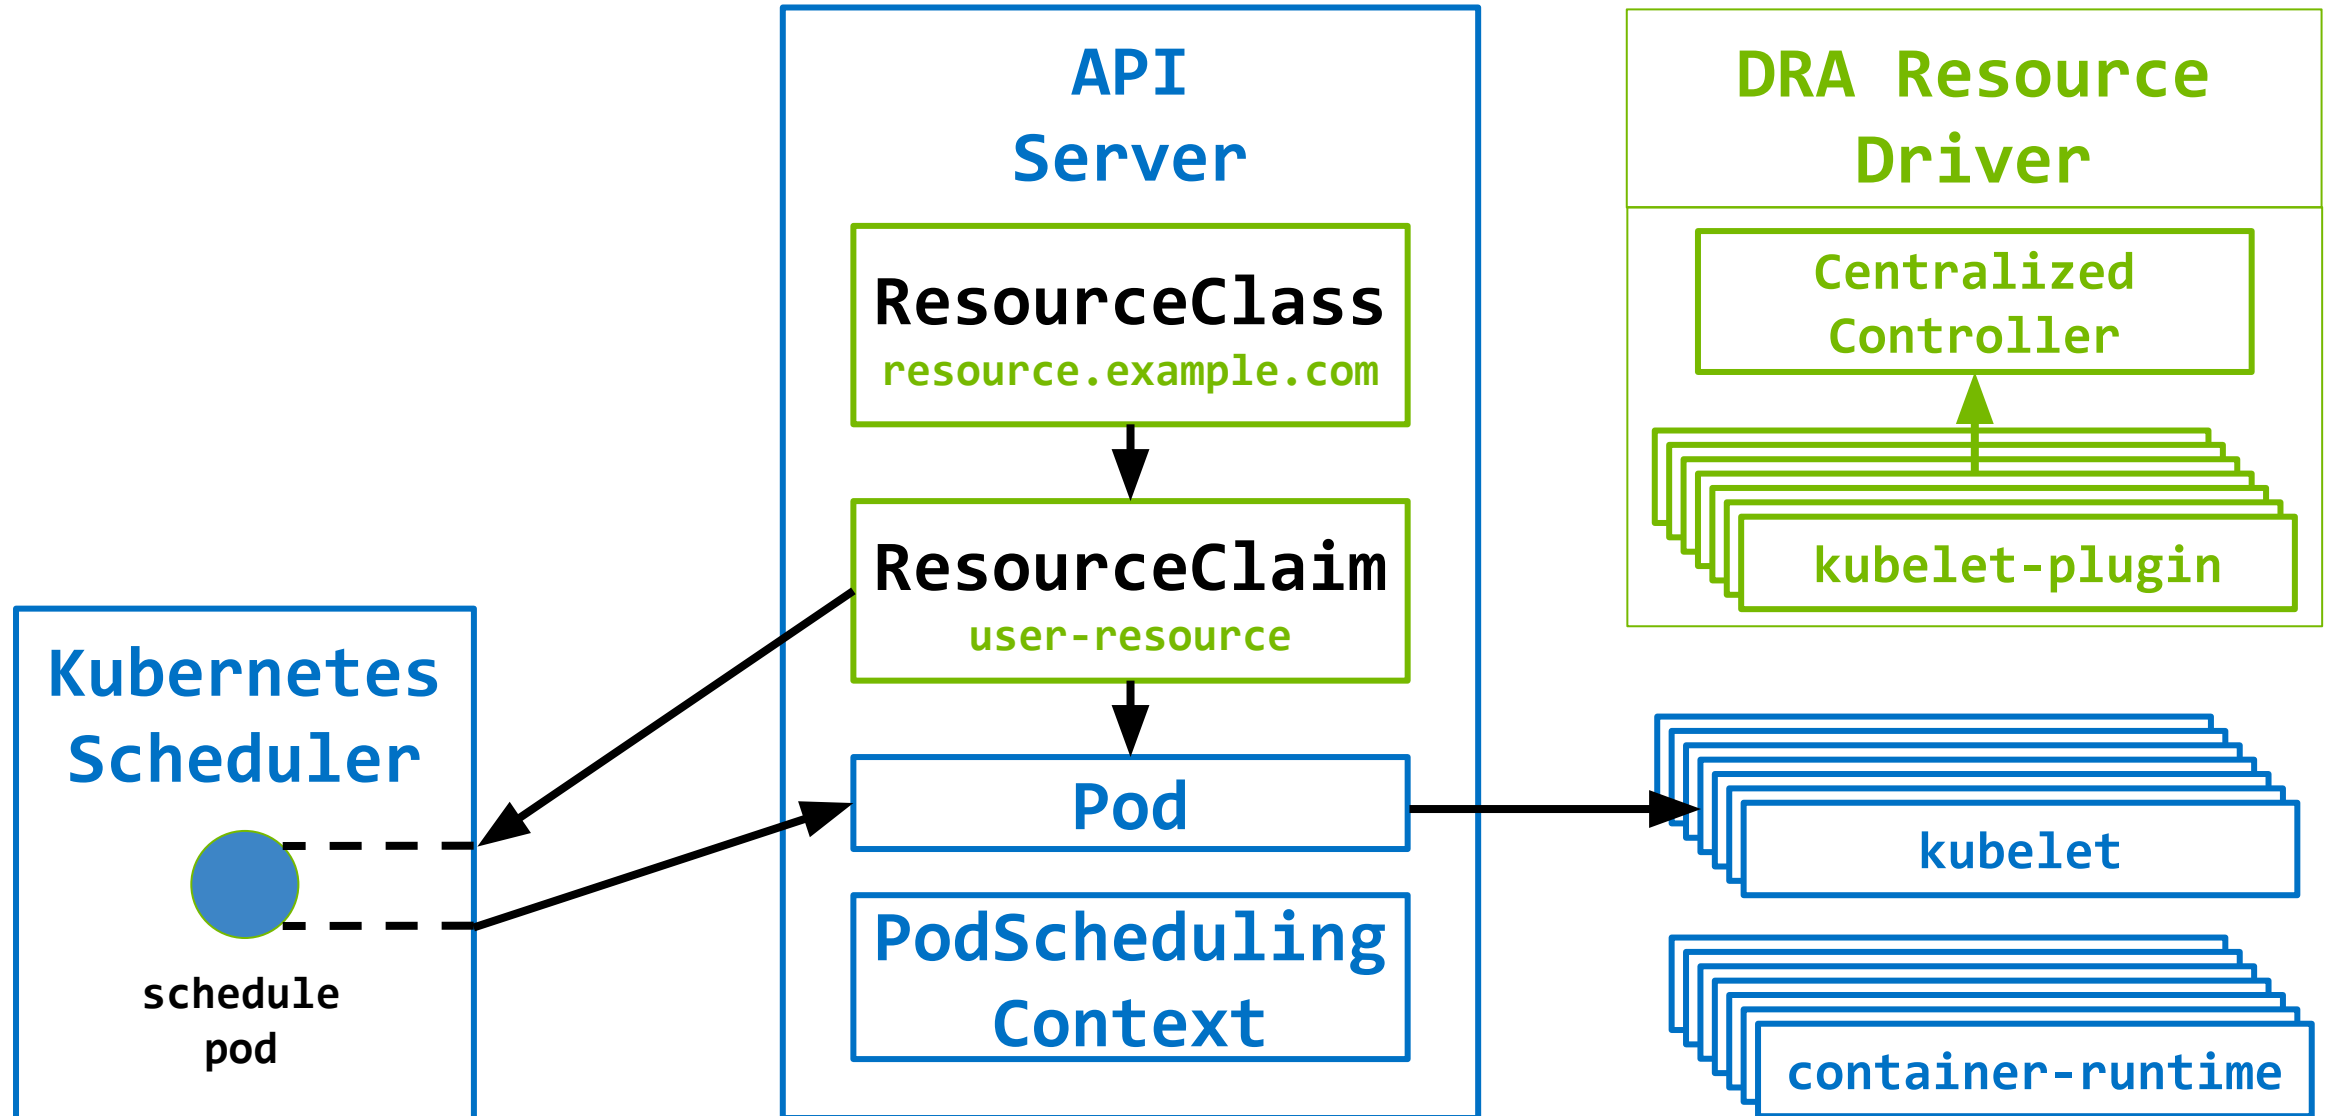 API
Server
ResourceClass
resource.example.com
ResourceClaim
user-resource
Pod
PodScheduling
Context
Kubernetes
Scheduler
schedule
pod
DRA Resource
Driver
Centralized
Controller
kubelet-plugin
kubelet
container-runtime